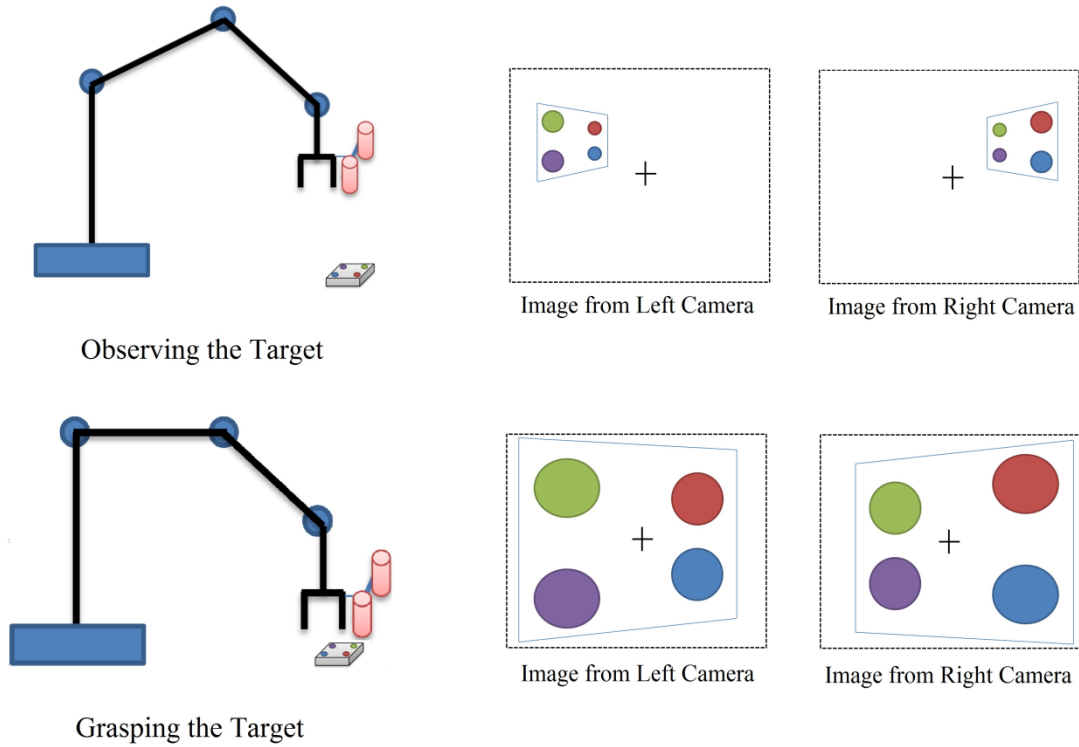 Image from Left Camera
Image from Right Camera
Observing the Target
Image from Left Camera
Image from Right Camera
Grasping the Target